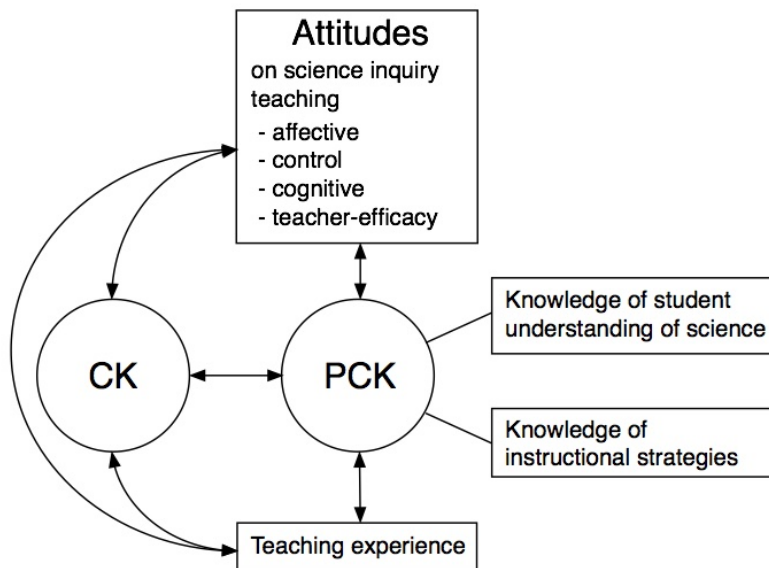 Attitudes
on science inquiry
teaching
- affective
- control
- cognitive
- teacher-efficacy
CK
PCK
Knowledge of student
understanding of science
Knowledge of
instructional strategies
Teaching experience